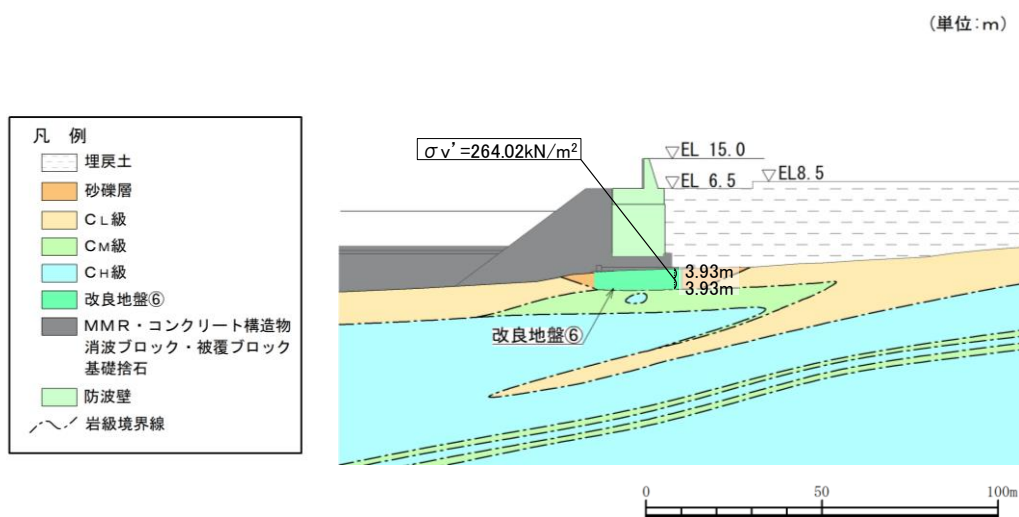 (単位:m)
凡 例
埋戻土
砂礫層
CL級
CM級
CH級
改良地盤⑥
MMR・コンクリート構造物
消波ブロック・被覆ブロック
基礎捨石
防波壁
岩級境界線
σv'=264.02kN/m²
▽EL 15.0
▽EL 6.5
▽EL8.5
3.93m
3.93m
改良地盤⑥
0 50 100m